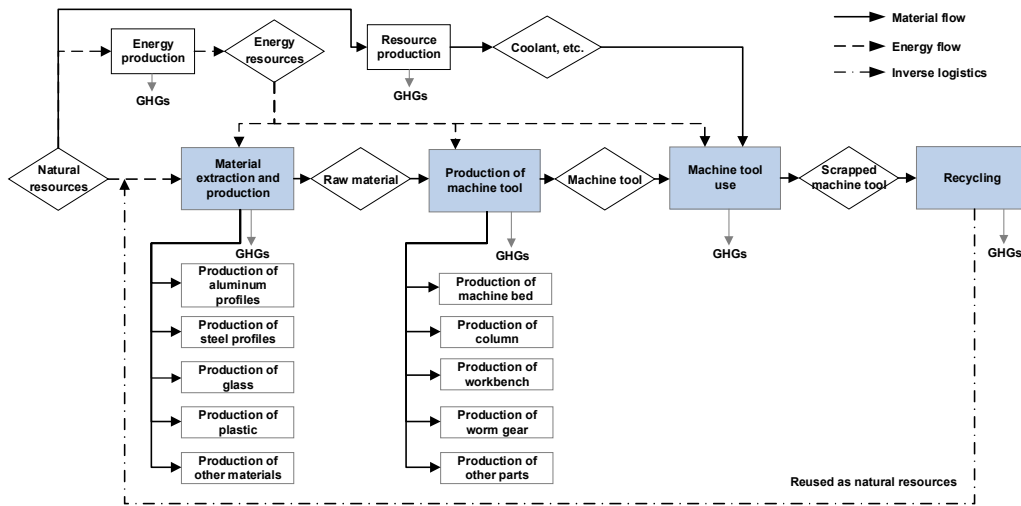 Energy
production
Energy
resources
Resource
production
Coolant, etc.
Material flow
Energy flow
Inverse logistics
GHGs
GHGs
Natural
resources
Material
extraction and
production
Raw material
Production of
machine tool
Machine tool
Machine tool
use
Scrapped
machine tool
Recycling
GHGs
GHGs
GHGs
GHGs
Production of
aluminum
profiles
Production of
steel profiles
Production of
glass
Production of
plastic
Production of
other materials
Production of
machine bed
Production of
column
Production of
workbench
Production of
worm gear
Production of
other parts
Reused as natural resources